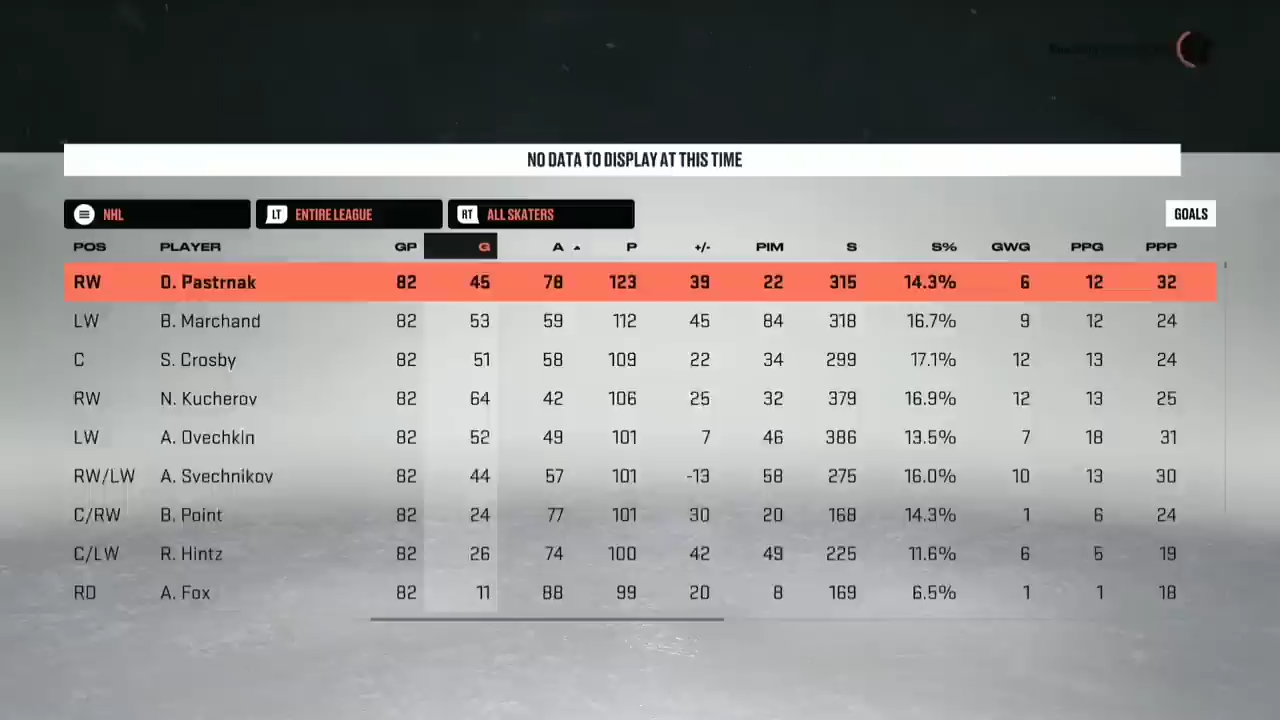 NO DATA TO DISPLAY AT THIS TIME
NHL LT ENTIRE LEAGUE RT ALL SKATERS GOALS
POS PLAYER GP G A P +/- PIM S S% GWG PPG PPP
RW D. Pastrnak 82 45 78 123 39 22 315 14.3% 6 12 32
LW B. Marchand 82 53 59 112 45 84 318 16.7% 9 12 24
C S. Crosby 82 51 58 109 22 34 299 17.1% 12 13 24
RW N. Kucherov 82 64 42 106 25 32 379 16.9% 12 13 25
LW A. Ovechkin 82 52 49 101 7 46 386 13.5% 7 18 31
RW/LW A. Svechnikov 82 44 57 101 -13 58 275 16.0% 10 13 30
C/RW B. Point 82 24 77 101 30 20 168 14.3% 1 6 24
C/LW R. Hintz 82 26 74 100 42 49 225 11.6% 6 5 19
RD A. Fox 82 11 88 99 20 8 169 6.5% 1 1 18